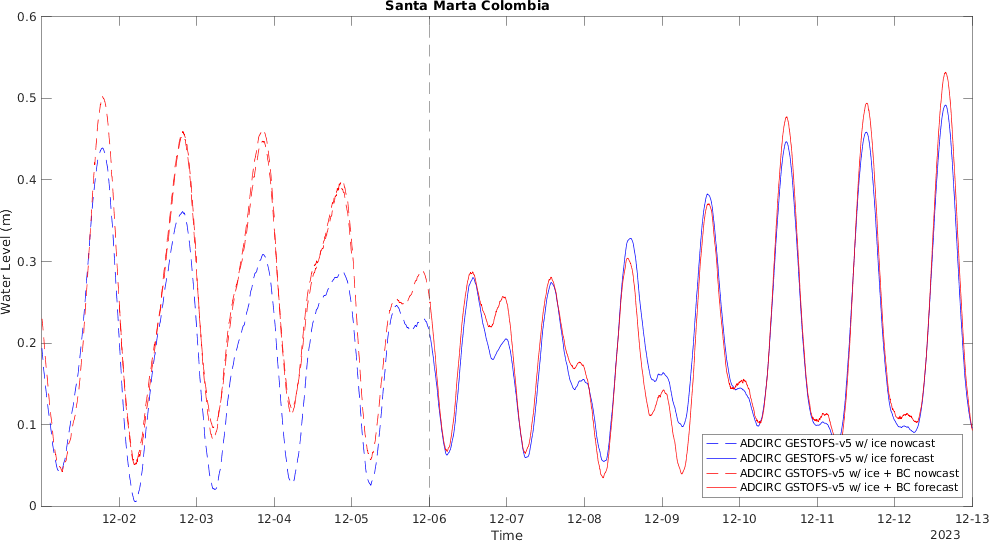 Santa Marta Colombia
0.6
0.5
0.4
0.3
0.2
0.1
0
Water Level (m)
ADCIRC GESTOFS-v5 w/ ice nowcast
ADCIRC GESTOFS-v5 w/ ice forecast
ADCIRC GSTOFS-v5 w/ ice + BC nowcast
ADCIRC GSTOFS-v5 w/ ice + BC forecast
12-02 12-03 12-04 12-05 12-06 12-07 12-08 12-09 12-10 12-11 12-12 12-13
Time
2023